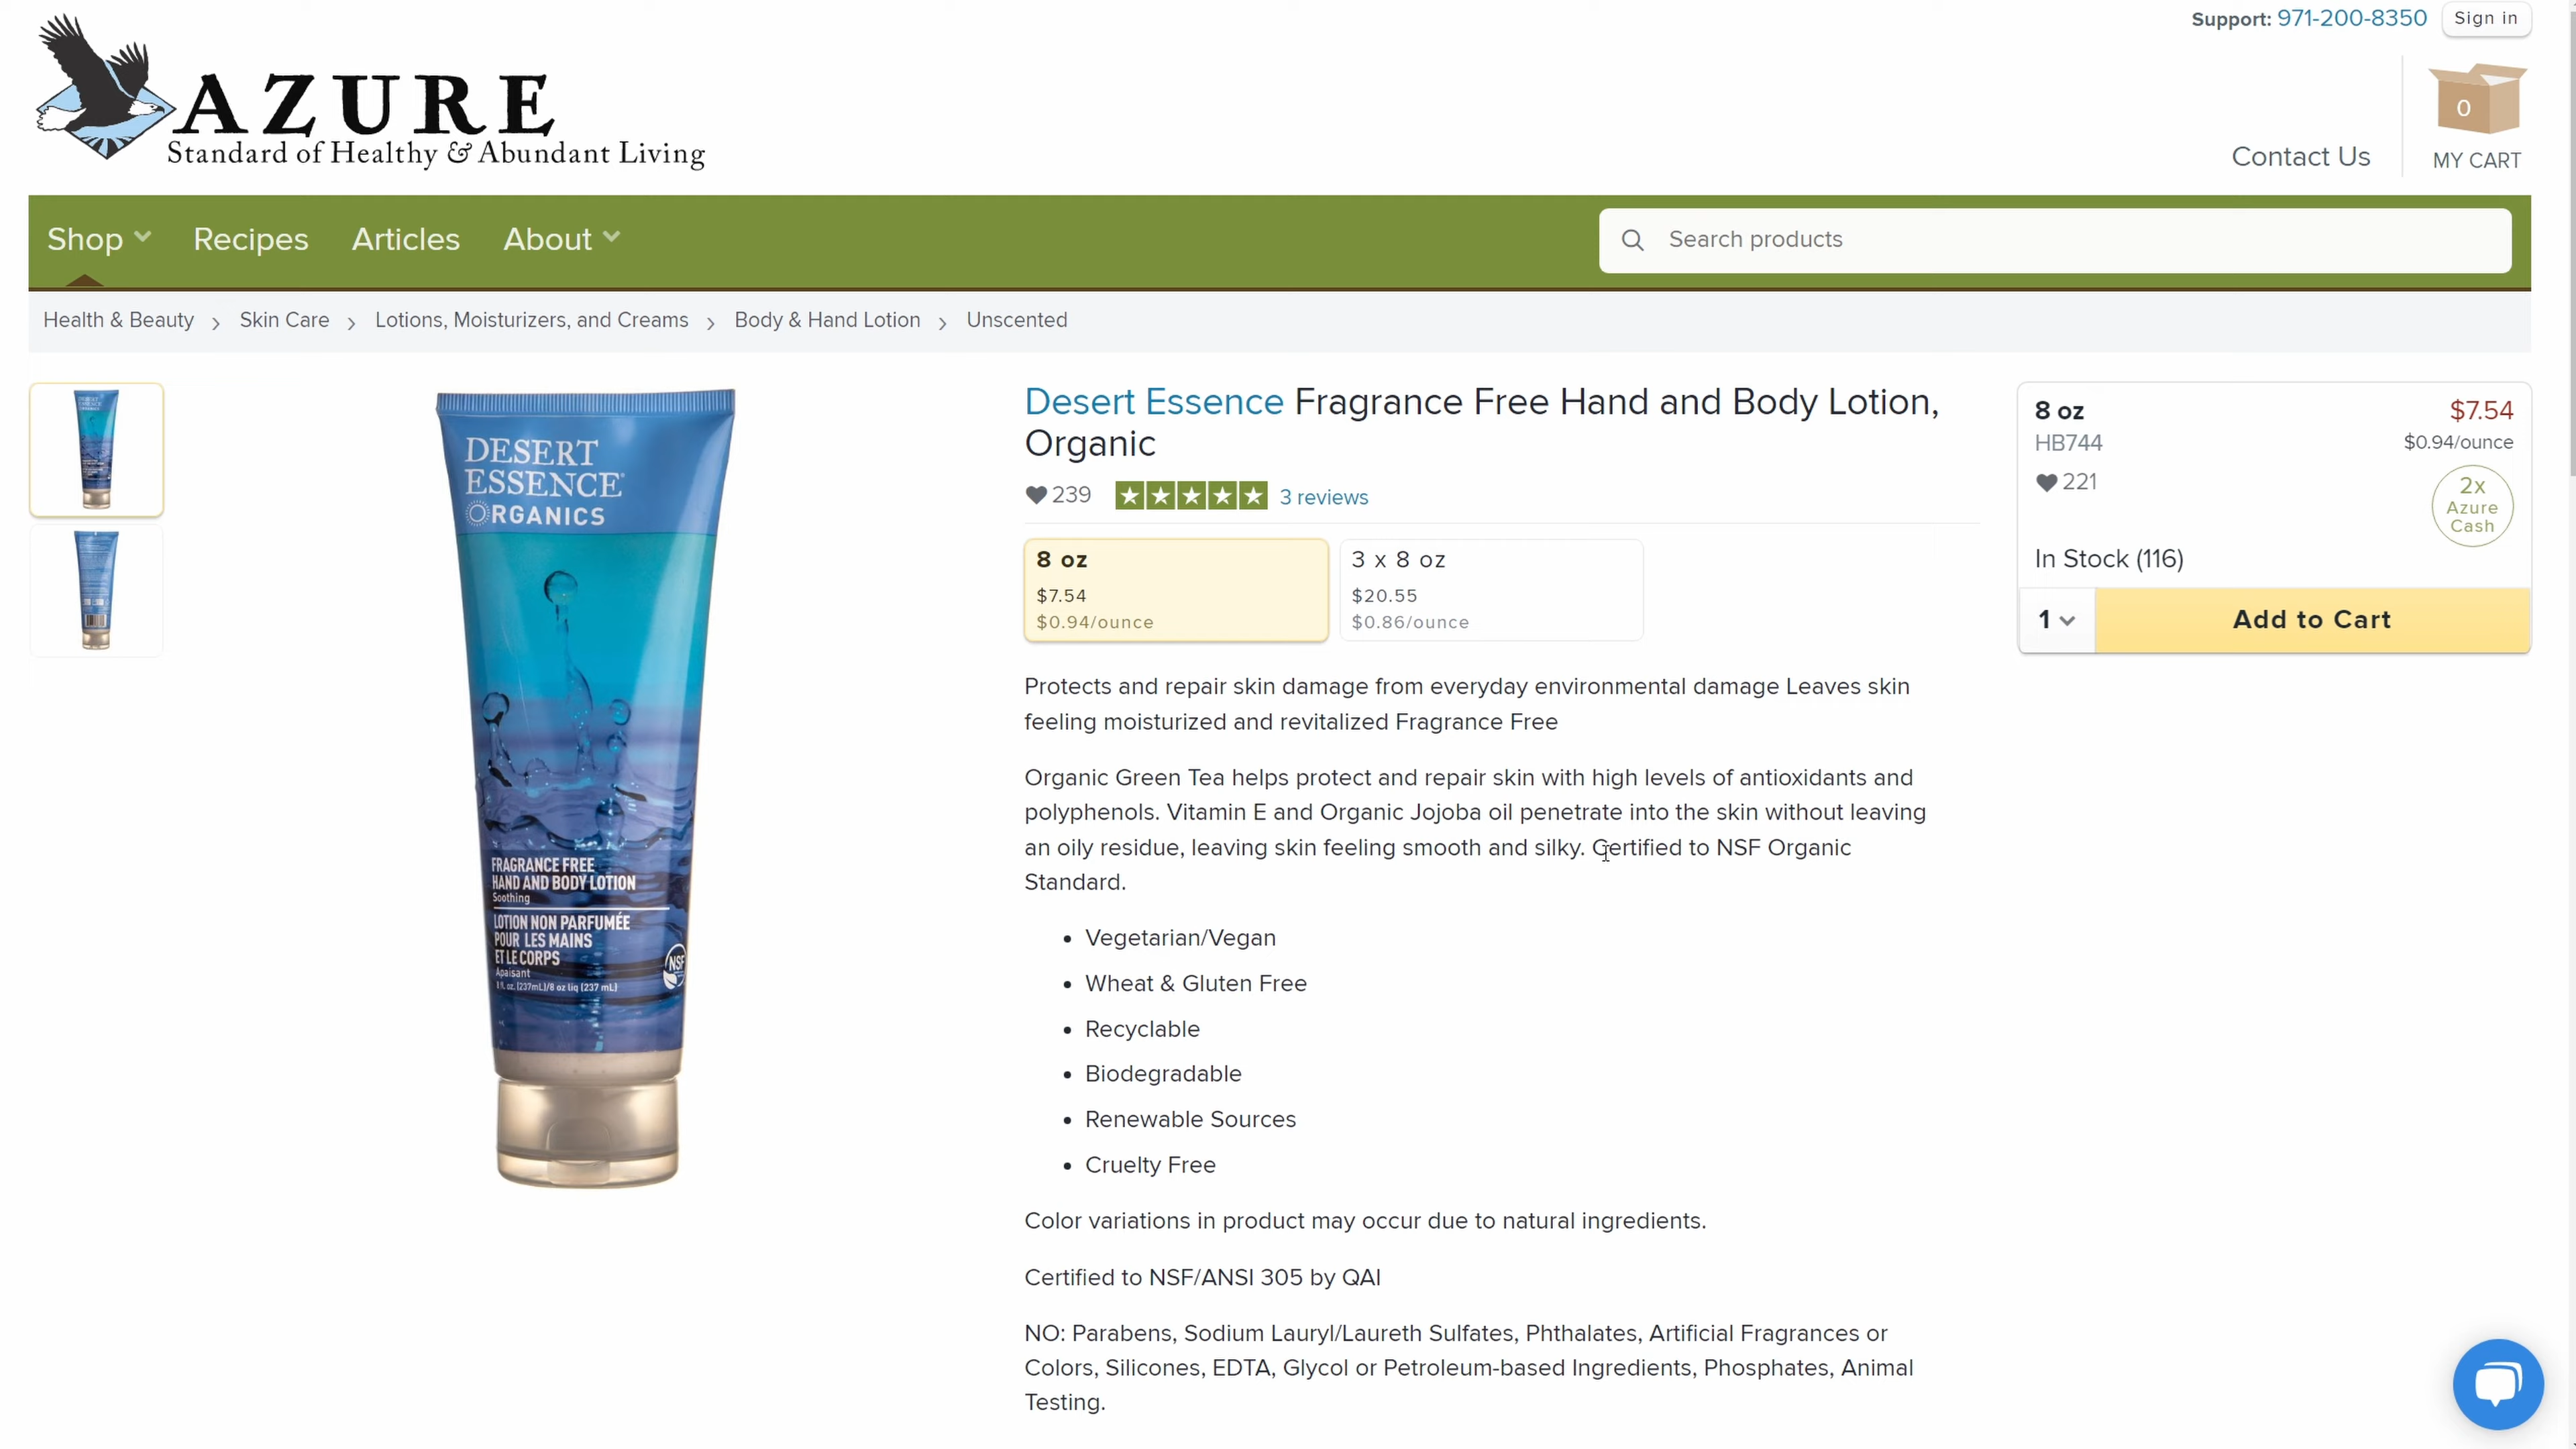 Support: 971-200-8350 Sign in
AZURE
Standard of Healthy & Abundant Living
Contact Us
0
MY CART
Shop Recipes Articles About
Search products
Health & Beauty > Skin Care > Lotions, Moisturizers, and Creams > Body & Hand Lotion > Unscented
DESERT
ESSENCE
ORGANICS
FRAGRANCE FREE
HAND AND BODY LOTION
Soothing
LOTION NON PARFUMÉE
POUR LES MAINS
ET LE CORPS
Apaisant
8 fl. oz. (237mL)/8 oz liq (237 mL)
NSF
Desert Essence Fragrance Free Hand and Body Lotion,
Organic
239 3 reviews
8 oz
$7.54
$0.94/ounce
3 x 8 oz
$20.55
$0.86/ounce
Protects and repair skin damage from everyday environmental damage Leaves skin
feeling moisturized and revitalized Fragrance Free
Organic Green Tea helps protect and repair skin with high levels of antioxidants and
polyphenols. Vitamin E and Organic Jojoba oil penetrate into the skin without leaving
an oily residue, leaving skin feeling smooth and silky. Certified to NSF Organic
Standard.
• Vegetarian/Vegan
• Wheat & Gluten Free
• Recyclable
• Biodegradable
• Renewable Sources
• Cruelty Free
Color variations in product may occur due to natural ingredients.
Certified to NSF/ANSI 305 by QAI
NO: Parabens, Sodium Lauryl/Laureth Sulfates, Phthalates, Artificial Fragrances or
Colors, Silicones, EDTA, Glycol or Petroleum-based Ingredients, Phosphates, Animal
Testing.
8 oz $7.54
HB744 $0.94/ounce
221
2x
Azure
Cash
In Stock (116)
1 Add to Cart